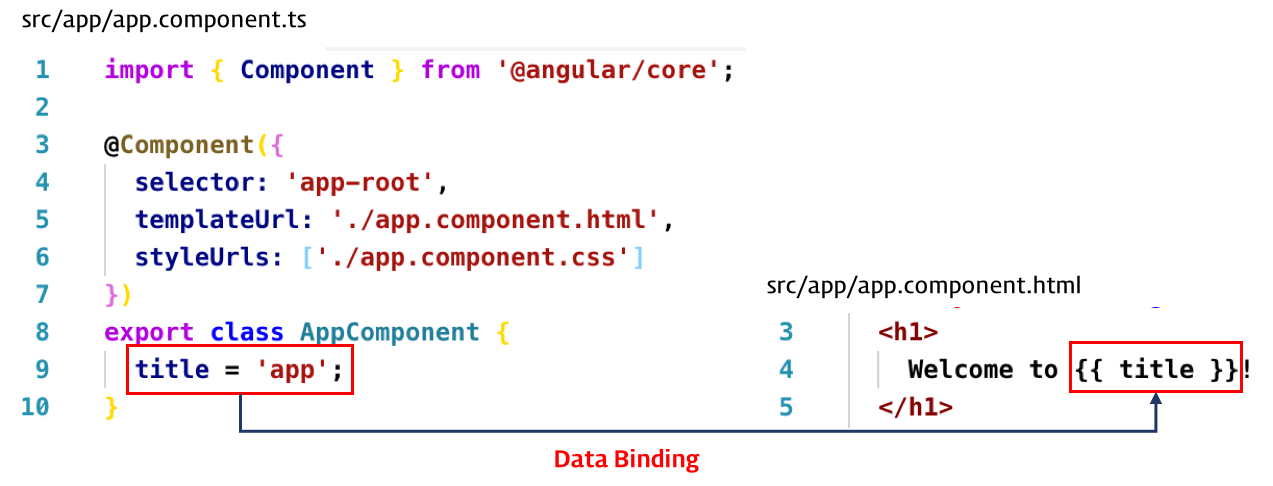 src/app/app.component.ts
1 import { Component } from '@angular/core';
2
3 @Component({
4 selector: 'app-root',
5 templateUrl: './app.component.html',
6 styleUrls: ['./app.component.css']
7 })
8 export class AppComponent {
9 title = 'app';
10 }
src/app/app.component.html
3 <h1>
4 Welcome to {{ title }}!
5 </h1>
Data Binding